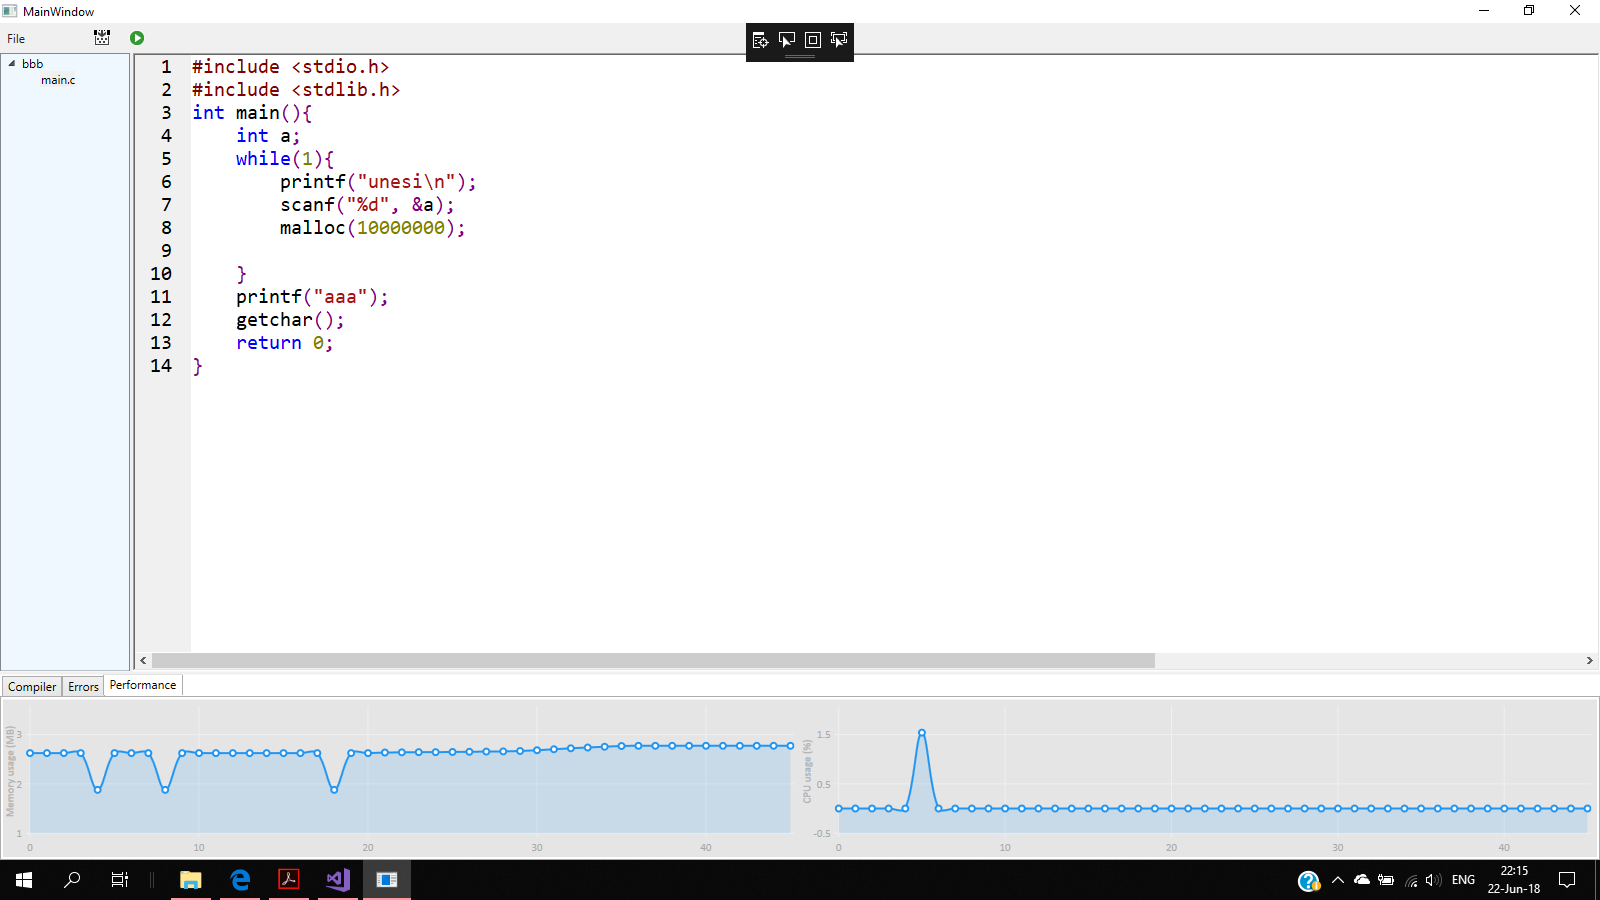 MainWindow
File
bbb
main.c
1 #include <stdio.h>
2 #include <stdlib.h>
3 int main(){
4     int a;
5     while(1){
6         printf("unesi\n");
7         scanf("%d", &a);
8         malloc(10000000);
9
10     }
11     printf("aaa");
12     getchar();
13     return 0;
14 }
Compiler Errors Performance
Memory usage (MB)
3
2
1
0 10 20 30 40
CPU usage (%)
1.5
0.5
-0.5
0 10 20 30 40
ENG
22:15
22-Jun-18